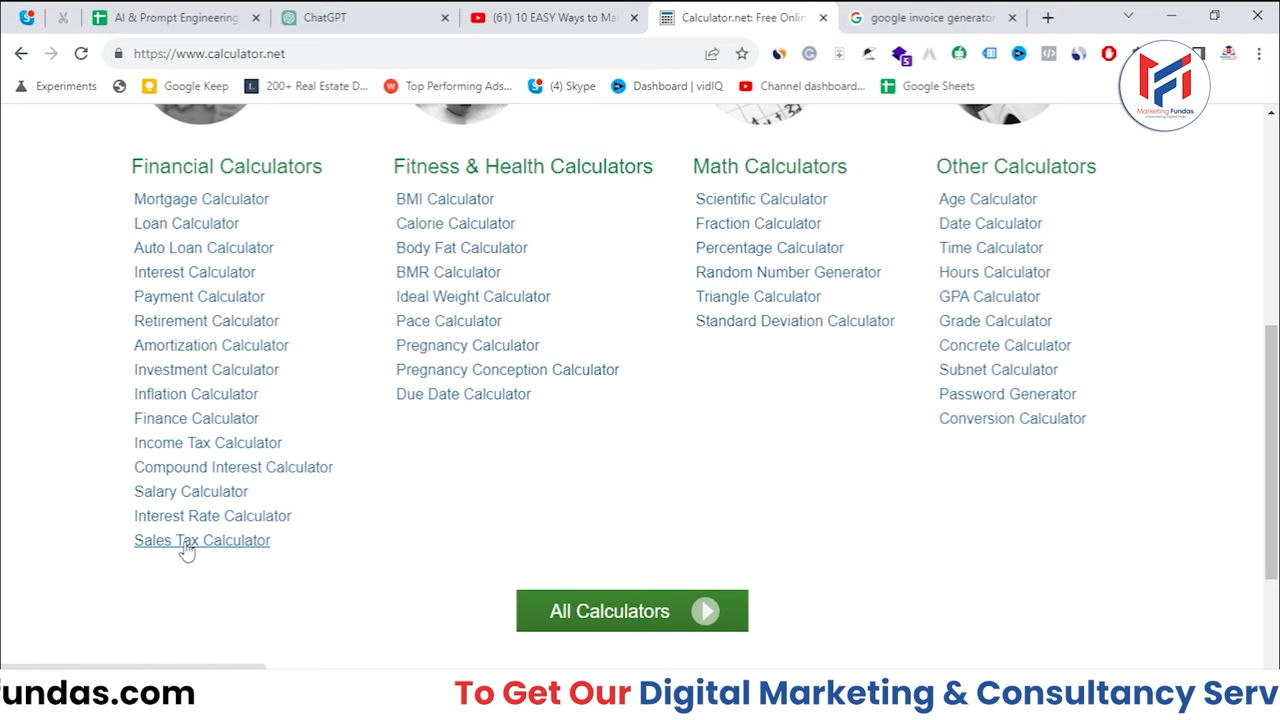 AI & Prompt Engineering
ChatGPT
(61) 10 EASY Ways to Ma
Calculator.net: Free Onlin
google invoice generator
https://www.calculator.net
Experiments
Google Keep
200+ Real Estate D...
Top Performing Ads...
(4) Skype
Dashboard | vidIQ
Channel dashboard...
Google Sheets
Marketing Fundas
Financial Calculators
Mortgage Calculator
Loan Calculator
Auto Loan Calculator
Interest Calculator
Payment Calculator
Retirement Calculator
Amortization Calculator
Investment Calculator
Inflation Calculator
Finance Calculator
Income Tax Calculator
Compound Interest Calculator
Salary Calculator
Interest Rate Calculator
Sales Tax Calculator
Fitness & Health Calculators
BMI Calculator
Calorie Calculator
Body Fat Calculator
BMR Calculator
Ideal Weight Calculator
Pace Calculator
Pregnancy Calculator
Pregnancy Conception Calculator
Due Date Calculator
Math Calculators
Scientific Calculator
Fraction Calculator
Percentage Calculator
Random Number Generator
Triangle Calculator
Standard Deviation Calculator
Other Calculators
Age Calculator
Date Calculator
Time Calculator
Hours Calculator
GPA Calculator
Grade Calculator
Concrete Calculator
Subnet Calculator
Password Generator
Conversion Calculator
All Calculators
fundas.com To Get Our Digital Marketing & Consultancy Serv